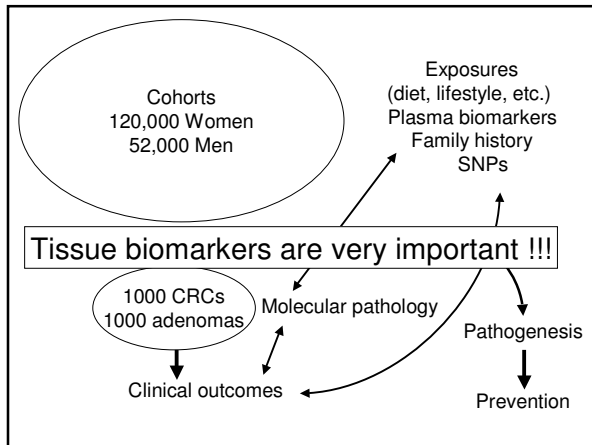 Cohorts
120,000 Women
52,000 Men
Exposures
(diet, lifestyle, etc.)
Plasma biomarkers
Family history
SNPs
Tissue biomarkers are very important !!!
1000 CRCs
1000 adenomas
Molecular pathology
Clinical outcomes
Pathogenesis
Prevention